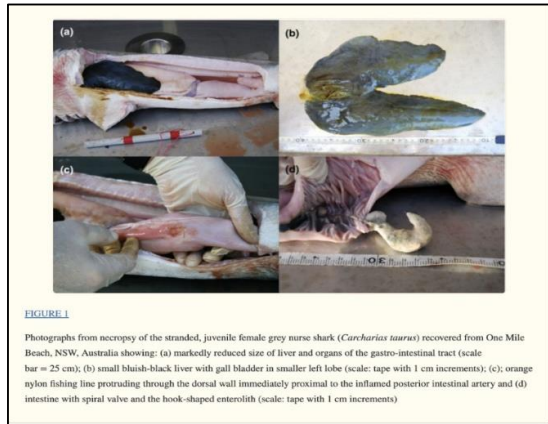 (a)
(b)
(c)
(d)
FIGURE 1
Photographs from necropsy of the stranded, juvenile female grey nurse shark (Carcharias taurus) recovered from One Mile
Beach, NSW, Australia showing: (a) markedly reduced size of liver and organs of the gastro-intestinal tract (scale
bar = 25 cm); (b) small bluish-black liver with gall bladder in smaller left lobe (scale: tape with 1 cm increments); (c); orange
nylon fishing line protruding through the dorsal wall immediately proximal to the inflamed posterior intestinal artery and (d)
intestine with spiral valve and the hook-shaped enterolith (scale: tape with 1 cm increments)